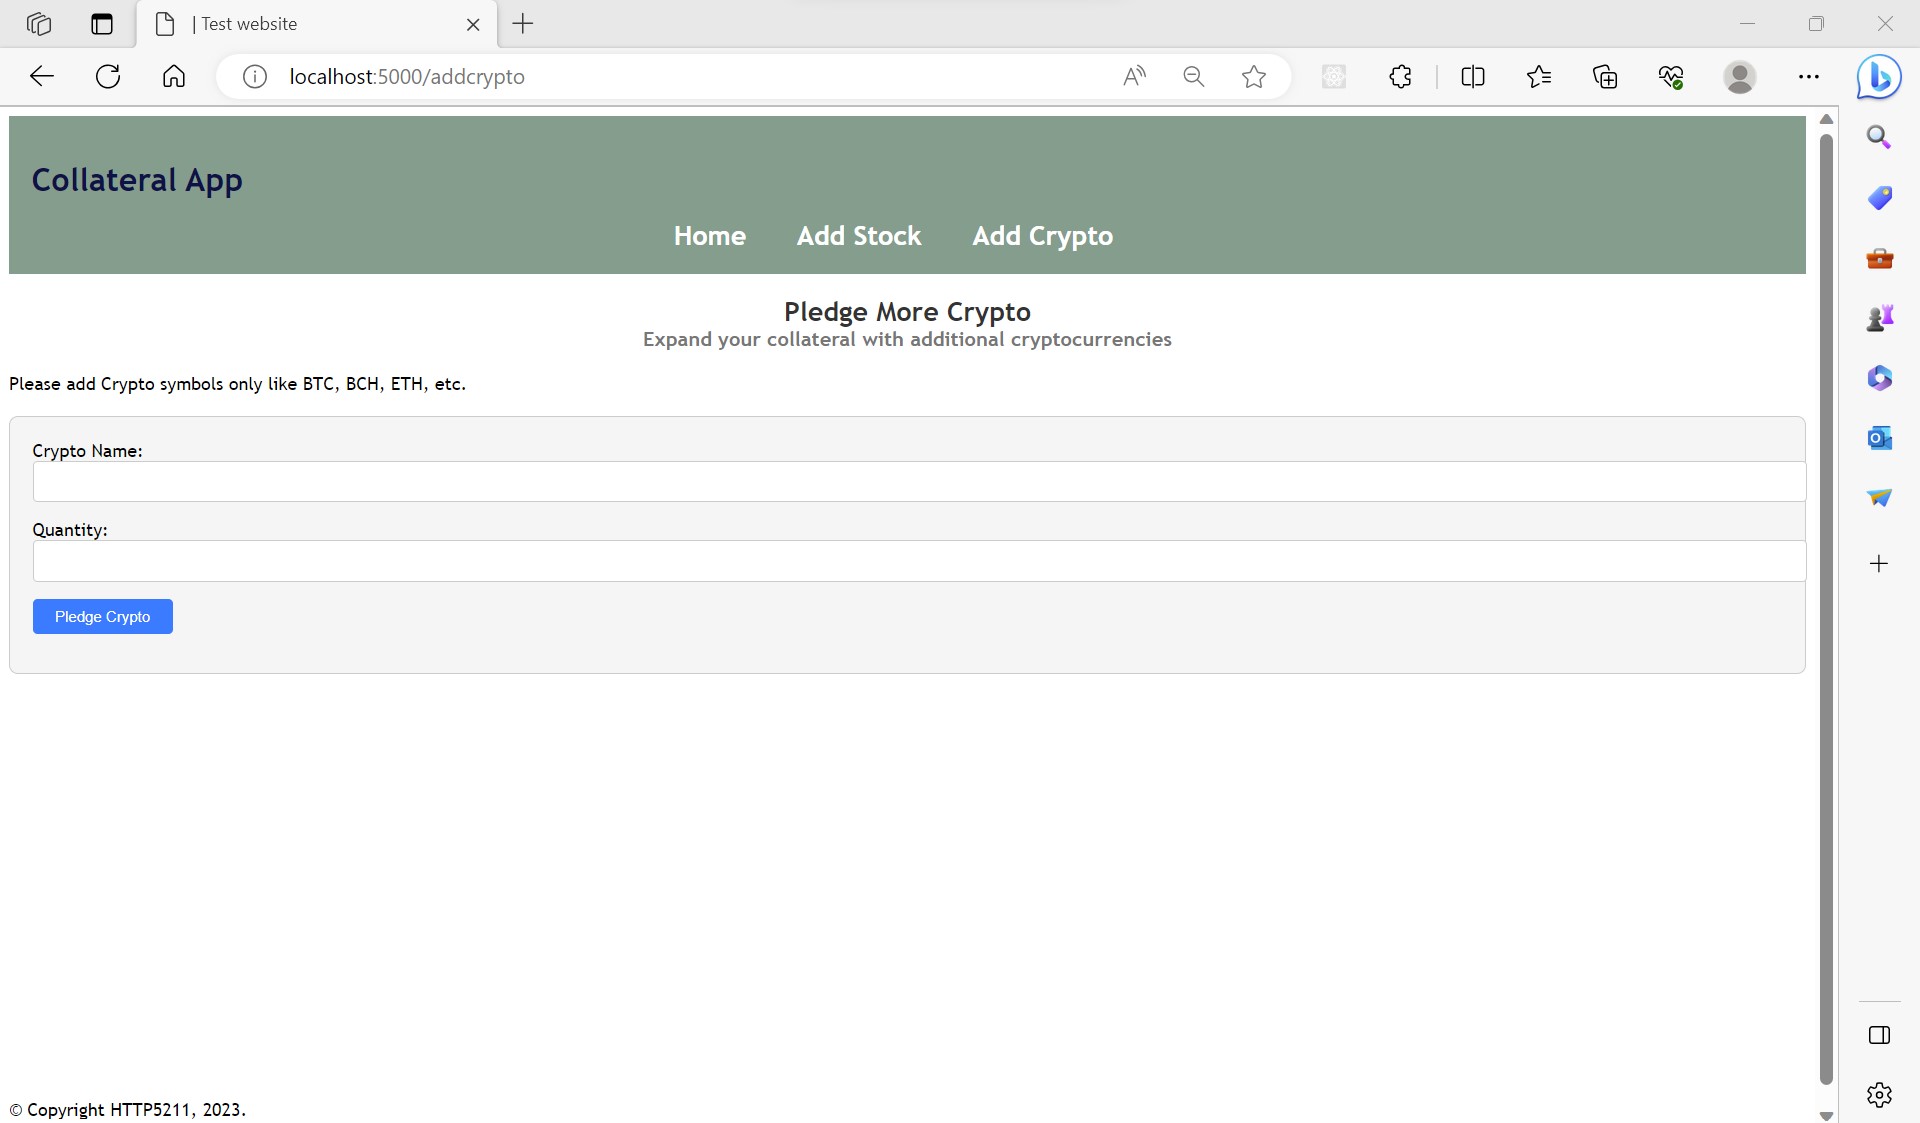 | Test website
localhost:5000/addcrypto
Collateral App
Home Add Stock Add Crypto
Pledge More Crypto
Expand your collateral with additional cryptocurrencies
Please add Crypto symbols only like BTC, BCH, ETH, etc.
Crypto Name:
Quantity:
Pledge Crypto
© Copyright HTTP5211, 2023.